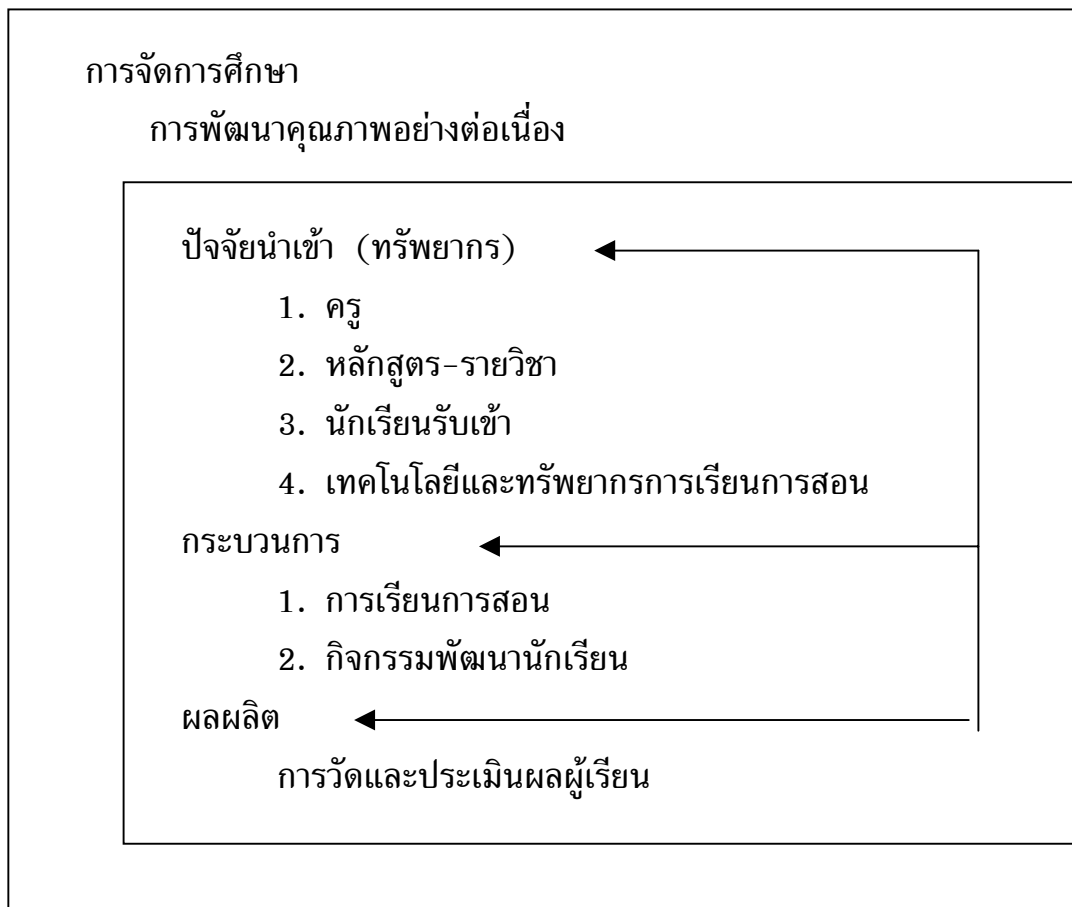 การจัดการศึกษา
การพัฒนาคุณภาพอย่างต่อเนื่อง
ปัจจัยนำเข้า (ทรัพยากร)
1. ครู
2. หลักสูตร-รายวิชา
3. นักเรียนรับเข้า
4. เทคโนโลยีและทรัพยากรการเรียนการสอน
กระบวนการ
1. การเรียนการสอน
2. กิจกรรมพัฒนานักเรียน
ผลผลิต
การวัดและประเมินผลผู้เรียน